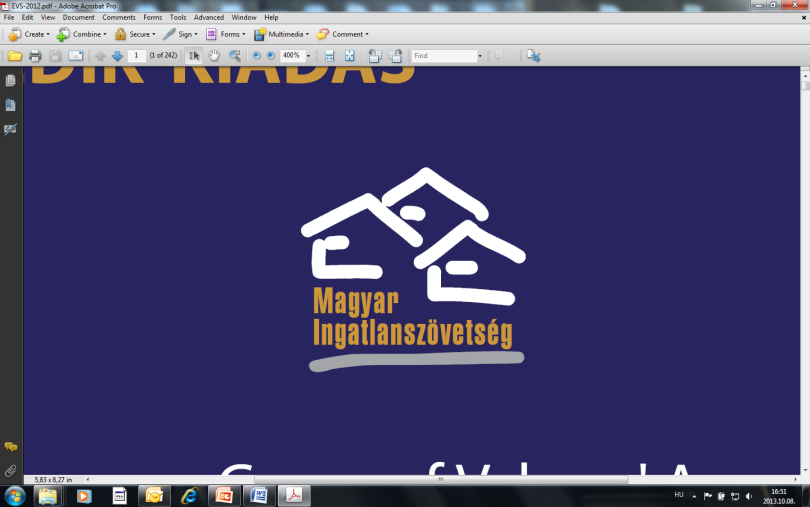 EVS-2012.pdf - Adobe Acrobat Pro
File Edit View Document Comments Forms Tools Advanced Window Help
Create Combine Secure Sign Forms Multimedia Comment
1 (1 of 242) 400% Find
KIADÁS
Magyar
Ingatlanszövetség
5,83 x 8,27 in
HU 16:51
2013.10.08.